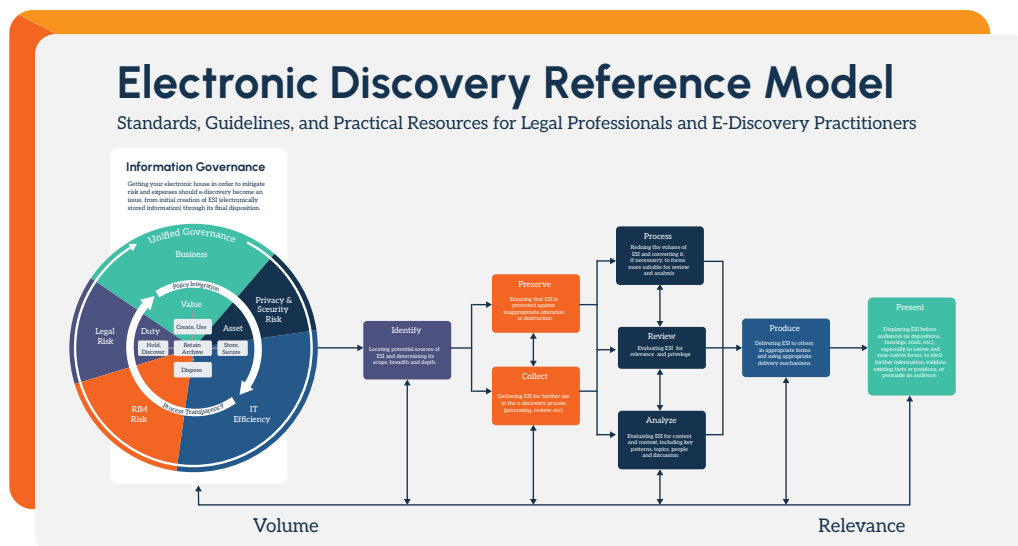 Electronic Discovery Reference Model
Standards, Guidelines, and Practical Resources for Legal Professionals and E-Discovery Practitioners
Information Governance
Getting your electronic house in order to mitigate
risk and expenses should e-discovery become an
issue, from initial creation of ESI (electronically
stored information) through its final disposition.
Unified Governance
Business
Policy Integration
Value
Privacy &
Sceurity
Risk
Legal
Risk
Duty
Create, Use
Asset
Hold,
Discover
Retain
Archive
Store,
Secure
Dispose
Process Transparency
RIM
Risk
IT
Efficiency
Identify
Locating potential sources of
ESI and determining its
scope, breadth and depth.
Preserve
Ensuring that ESI is
protected against
inappropriate alteration
or destruction
Collect
Gathering ESI for further use
in the e-discovery process
(processing, review, etc).
Process
Reduing the volume of
ESI and converting it,
if necessarry, to forms
more suitable for review
and analysis
Review
Evaluating ESI for
relevance and privelege
Analyze
Evaluating ESI for content
and context, including key
patterns, topics, people
and discussion
Produce
Delivering ESI to others
in appropriate forms
and using appropriate
delivery mechanisms
Present
Displaying ESI before
audiences (at depositions,
hearings, trials, etc.)
especially in native and
near-native forms, to elicit
further information, validate
existing facts or positions, or
persuade an audience.
Volume
Relevance